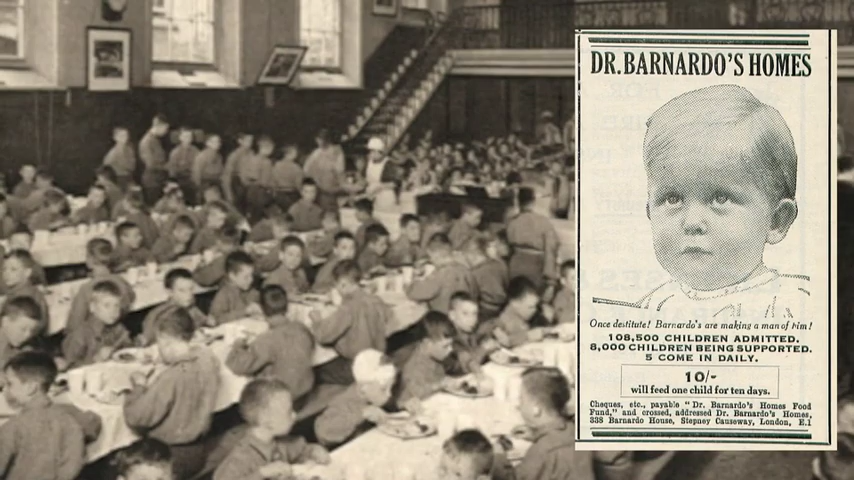 DR. BARNARDO'S HOMES
Once destitute! Barnardo's are making a man of him!
108,500 CHILDREN ADMITTED.
8,000 CHILDREN BEING SUPPORTED.
5 COME IN DAILY.
10/-
will feed one child for ten days.
Cheques, etc., payable "Dr. Barnardo's Homes Food
Fund," and crossed, addressed Dr. Barnardo's Homes,
338 Barnardo House, Stepney Causeway, London, E.1